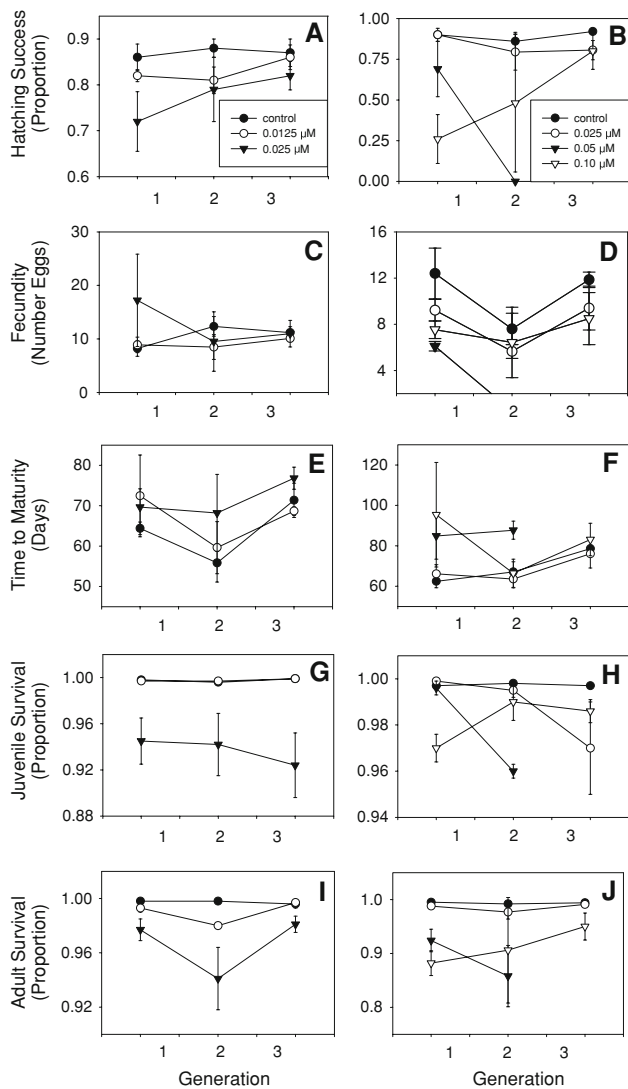 A
B
Hatching Success
(Proportion)
0.9
0.8
0.7
0.6
control
0.0125 µM
0.025 µM
1 2 3
1.00
0.75
0.50
0.25
0.00
control
0.025 µM
0.05 µM
0.10 µM
1 2 3
C
D
Fecundity
(Number Eggs)
30
20
10
0
1 2 3
16
12
8
4
1 2 3
E
F
Time to Maturity
(Days)
80
70
60
50
1 2 3
120
100
80
60
1 2 3
G
H
Juvenile Survival
(Proportion)
1.00
0.96
0.92
0.88
1 2 3
1.00
0.98
0.96
0.94
1 2 3
I
J
Adult Survival
(Proportion)
1.00
0.96
0.92
1 2 3
Generation
1.0
0.9
0.8
1 2 3
Generation